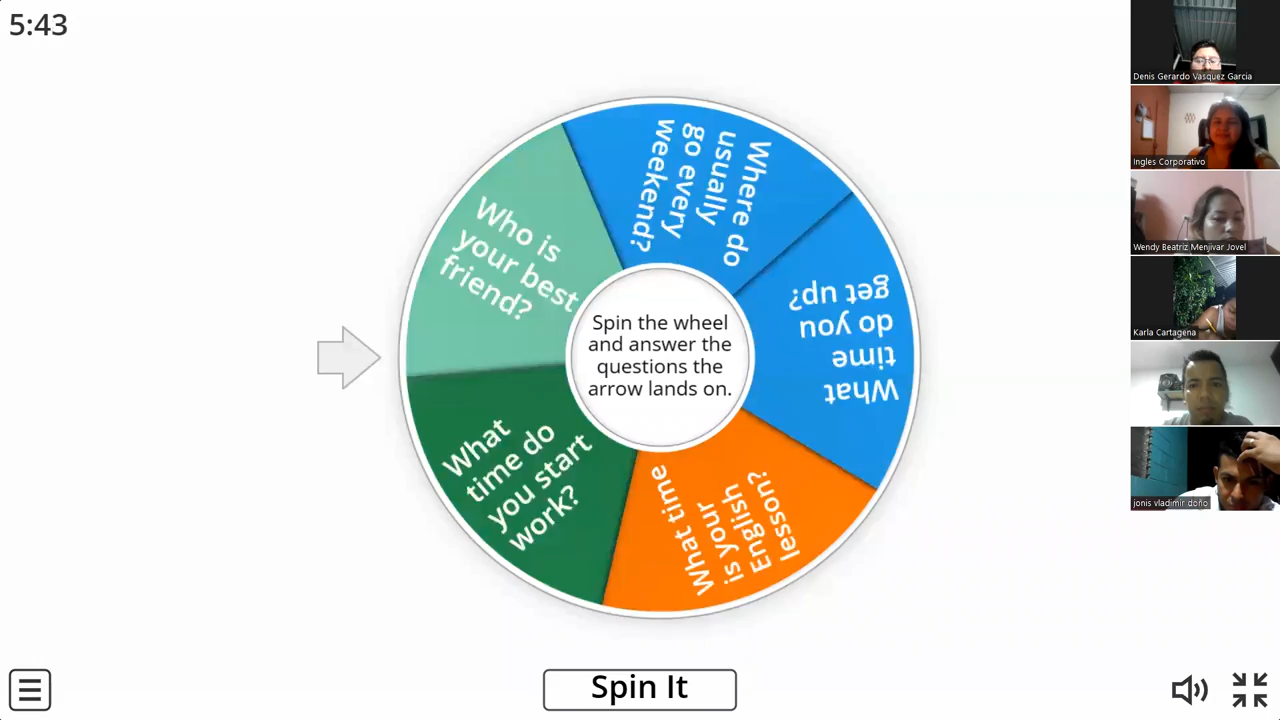 5:43
Who is
your best
friend?
Where do
usually
go every
weekend?
What
time
do you
get up?
What time
is your
English
lesson?
What
time do
you start
work?
Spin the wheel
and answer the
questions the
arrow lands on.
Spin It
Denis Gerardo Vasquez Garcia
Ingles Corporativo
Wendy Beatriz Menjivar Jovel
Karla Cartagena
jonis vladimir doño